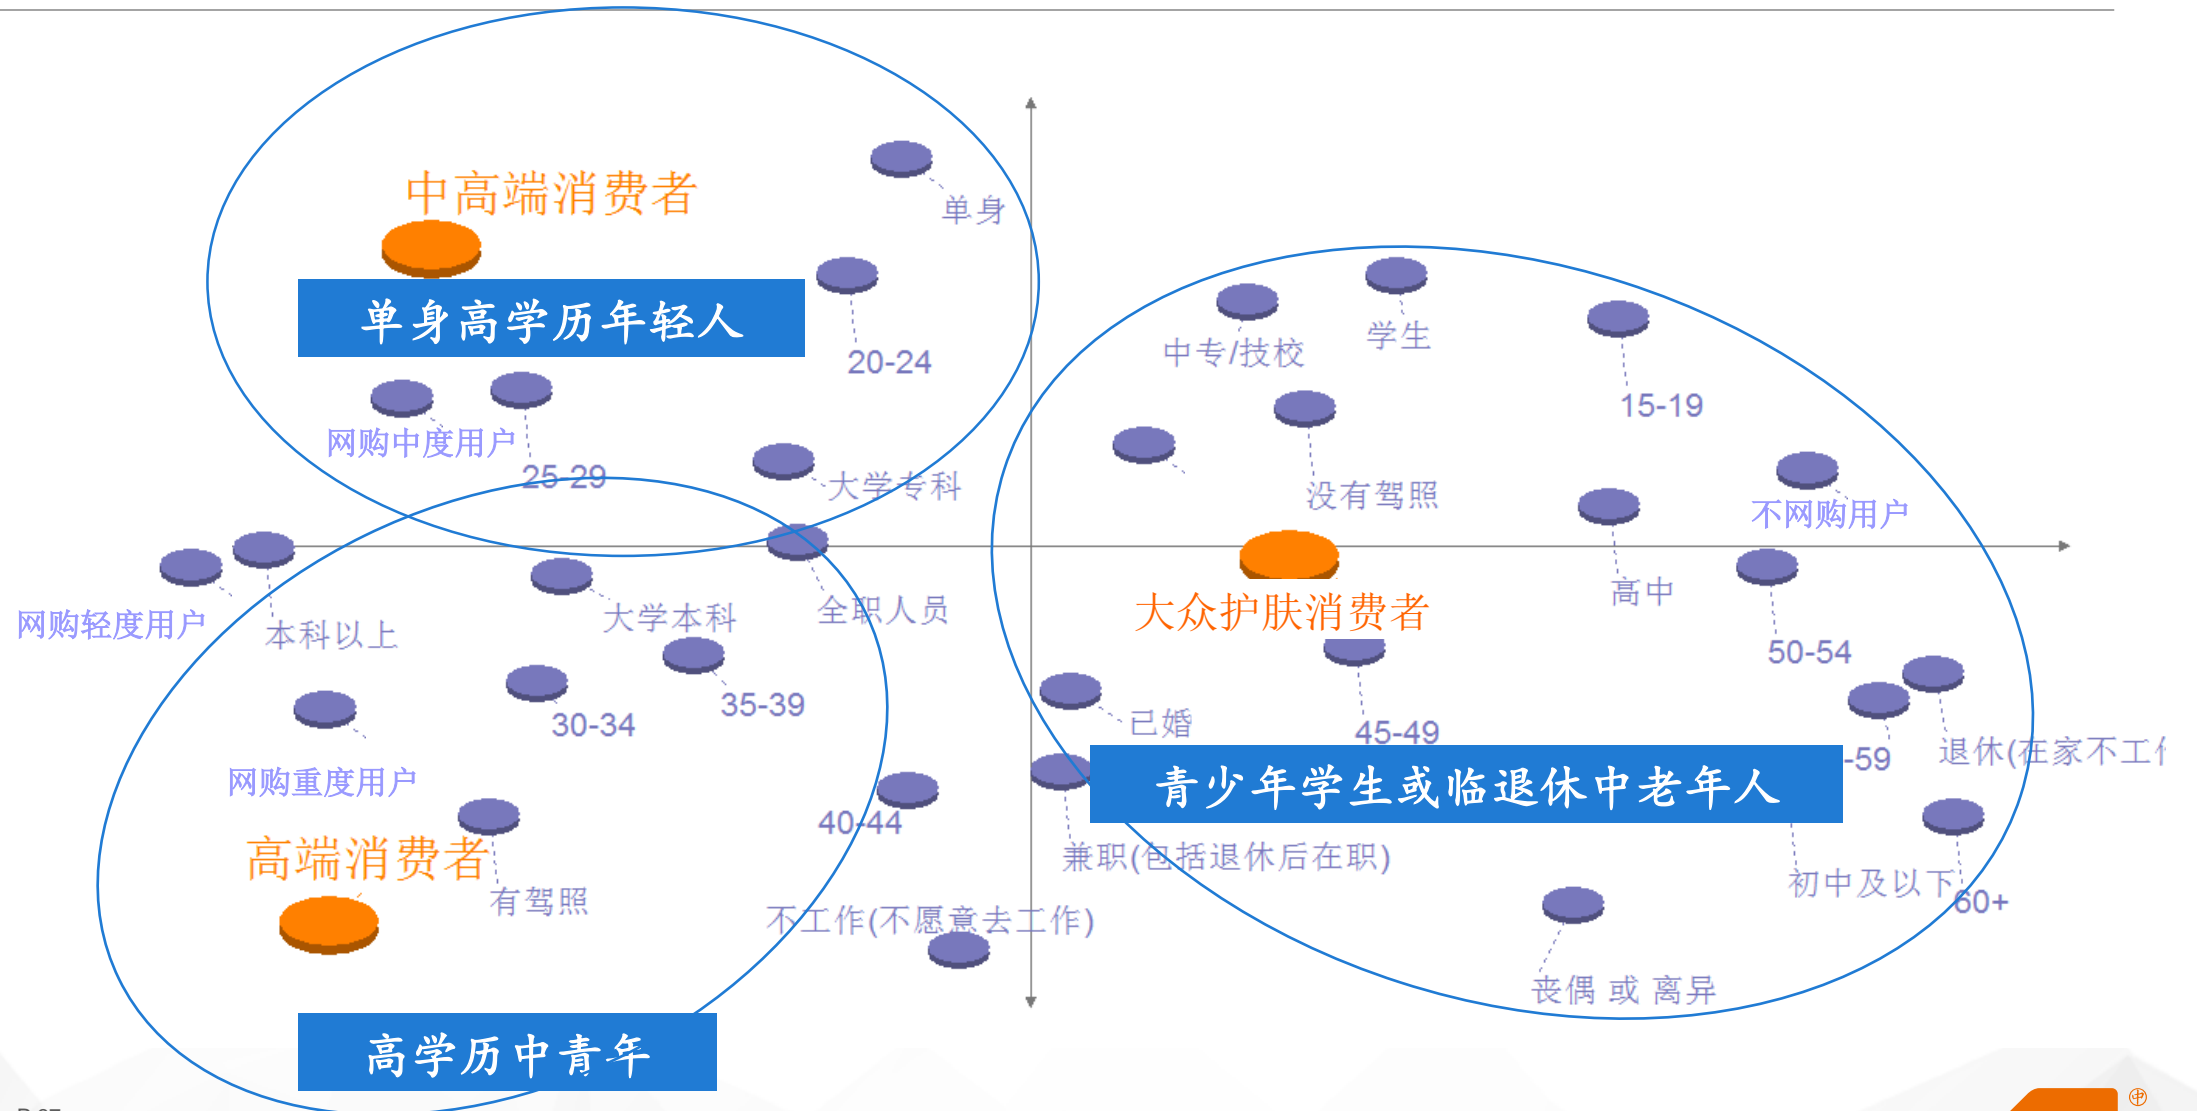 单身
中高端消费者
单身高学历年轻人
20-24
学生
中专/技校
15-19
网购中度用户
25-29
大学专科
没有驾照
不网购用户
高中
网购轻度用户
本科以上
大学本科
全职人员
大众护肤消费者
50-54
30-34
35-39
已婚
45-49
-59
退休(在家不工作
网购重度用户
青少年学生或临退休中老年人
40-44
高端消费者
有驾照
兼职(包括退休后在职)
初中及以下
60+
不工作(不愿意去工作)
丧偶 或 离异
高学历中青年
中